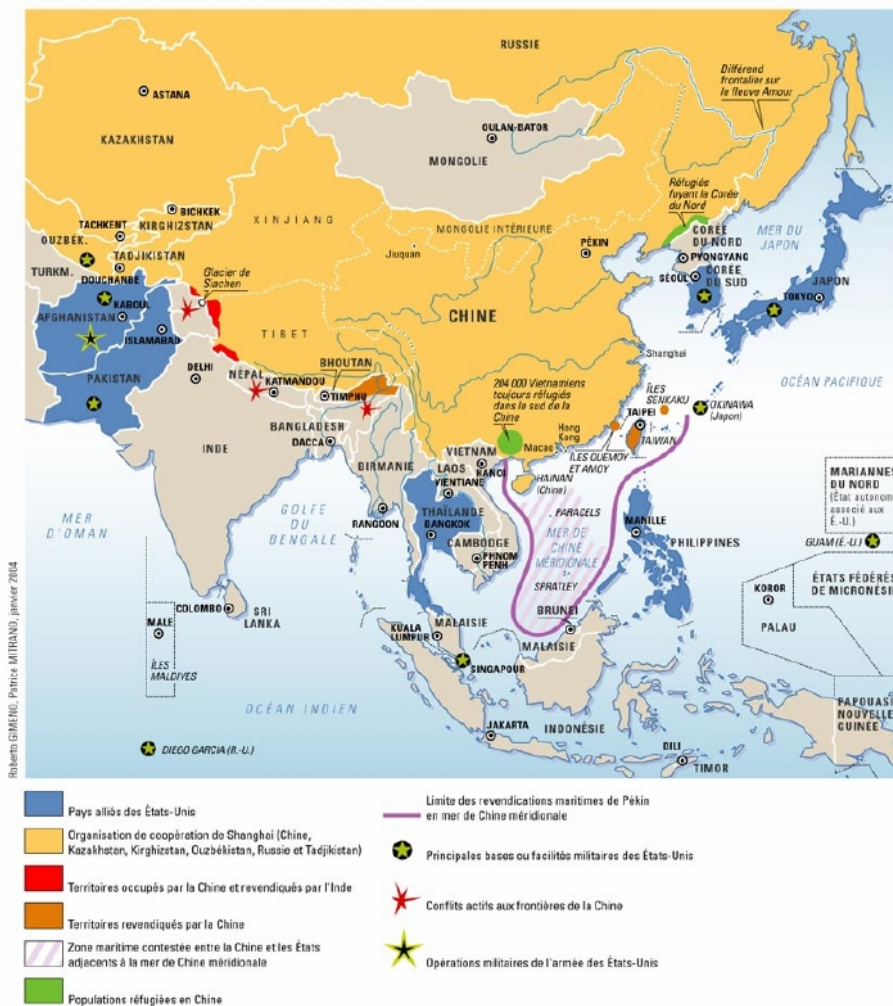 RUSSIE
Différend
frontalier sur
le fleuve Amour
ASTANA
KAZAKHSTAN
OULAN-BATOR
MONGOLIE
Réfugiés
fuyant la Corée
du Nord
BICHKEK
TACHKENT
KIRGHIZSTAN
XINJIANG
MONGOLIE INTÉRIEURE
MER DU
JAPON
OUZBÉK.
TADJIKISTAN
Jiuquan
PÉKIN
CORÉE
DU NORD
PYONGYANG
TURKM.
DOUCHANBE
Glacier de
Siachen
SÉOUL
CORÉE
DU SUD
JAPON
TOKYO
KABOUL
AFGHANISTAN
CHINE
ISLAMABAD
TIBET
Shanghai
PAKISTAN
DELHI
NÉPAL
KATMANDOU
BHOUTAN
TIMPHU
204 000 Vietnamiens
toujours réfugiés
dans le sud de la
Chine
OCÉAN PACIFIQUE
ÎLES
SENKAKU
OKINAWA
(Japon)
TAIPEI
TAIWAN
Hong
Kong
Macao
ÎLES QUEMOY
ET AMOY
INDE
BANGLADESH
DACCA
BIRMANIE
VIETNAM
HANOI
LAOS
VIENTIANE
HAINAN
(Chine)
MARIANNES
DU NORD
(État autonom
associé aux
É.-U.)
GUAM (É.-U.)
MER
D'OMAN
GOLFE
DU
BENGALE
RANGOON
THAÏLANDE
BANGKOK
CAMBODGE
PHNOM
PENH
PARACELS
MER DE
CHINE
MÉRIDIONALE
SPRATLEY
MANILLE
PHILIPPINES
ÉTATS FÉDÉRÉS
DE MICRONÉSI
KOROR
PALAU
COLOMBO
SRI
LANKA
MALE
ÎLES
MALDIVES
KUALA
LUMPUR
MALAISIE
BRUNEI
MALAISIE
SINGAPOUR
OCÉAN INDIEN
INDONÉSIE
JAKARTA
PAPOUASI
NOUVELLE
GUINÉE
DILI
TIMOR
DIEGO GARCIA (R.-U.)
Roberto GIMENO, Patrice MITRANO, janvier 2004
Pays alliés des États-Unis
Organisation de coopération de Shanghai (Chine,
Kazakhstan, Kirghizstan, Ouzbékistan, Russie et Tadjikistan)
Territoires occupés par la Chine et revendiqués par l'Inde
Territoires revendiqués par la Chine
Zone maritime contestée entre la Chine et les États
adjacents à la mer de Chine méridionale
Populations réfugiées en Chine
Limite des revendications maritimes de Pékin
en mer de Chine méridionale
Principales bases ou facilités militaires des États-Unis
Conflits actifs aux frontières de la Chine
Opérations militaires de l'armée des États-Unis